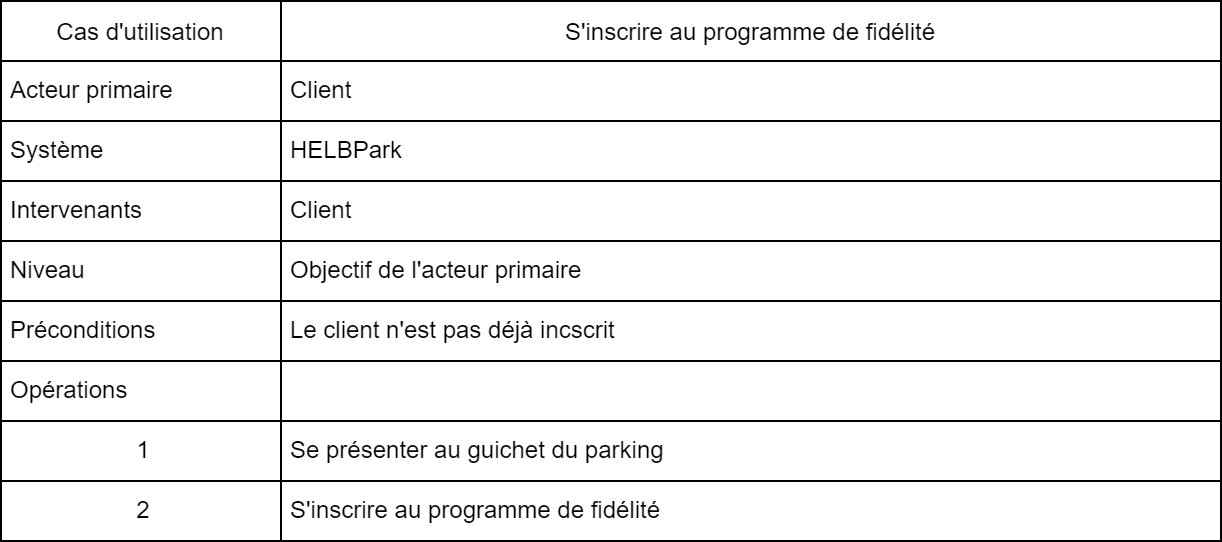 Cas d'utilisation
S'inscrire au programme de fidélité
Acteur primaire
Client
Système
HELBPark
Intervenants
Client
Niveau
Objectif de l'acteur primaire
Préconditions
Le client n'est pas déjà incscrit
Opérations
1
Se présenter au guichet du parking
2
S'inscrire au programme de fidélité